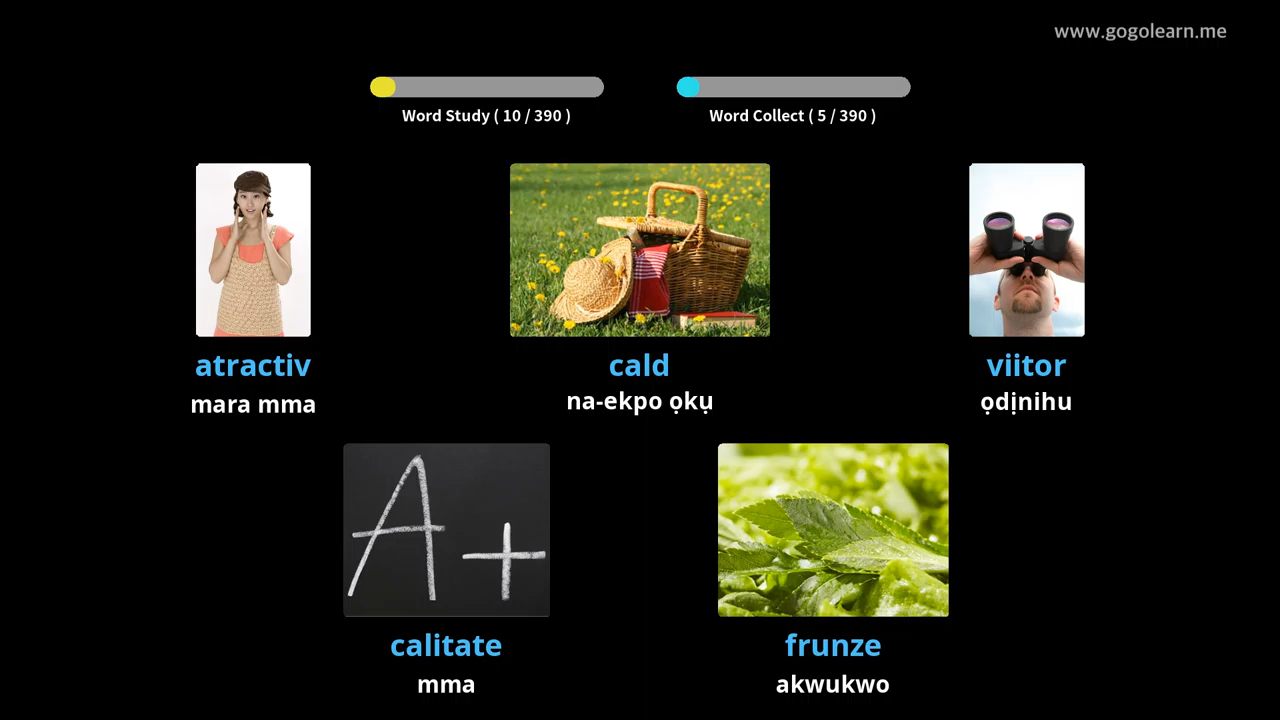 www.gogolearn.me
Word Study ( 10 / 390 )
Word Collect ( 5 / 390 )
atractiv
mara mma
cald
na-ekpo ọkụ
viitor
ọdịnihu
A+
calitate
mma
frunze
akwukwo